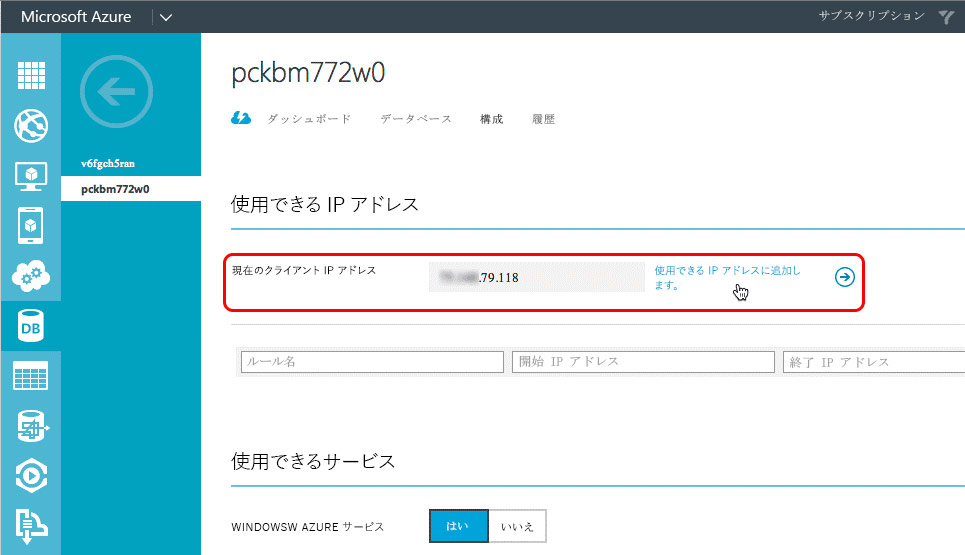 Microsoft Azure
サブスクリプション
v6fgch5ran
pckbm772w0
pckbm772w0
ダッシュボード データベース 構成 履歴
使用できる IP アドレス
現在のクライアント IP アドレス
.79.118
使用できる IP アドレスに追加し
ます。
ルール名 開始 IP アドレス 終了 IP アドレス
使用できるサービス
WINDOWSW AZURE サービス はい いいえ
DB